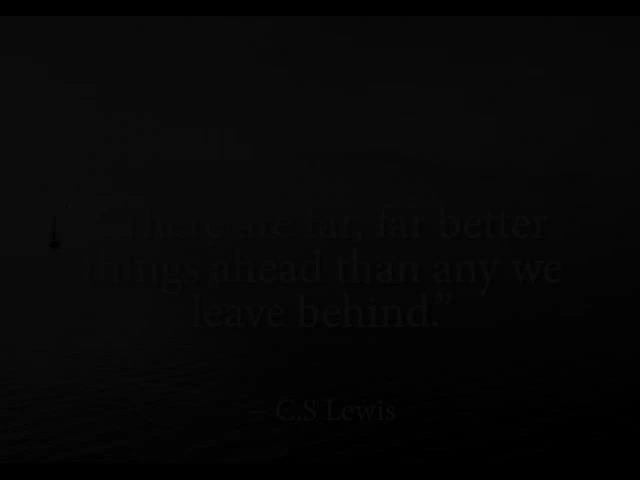 “There are far, far better
things ahead than any we
leave behind.”
– C.S Lewis